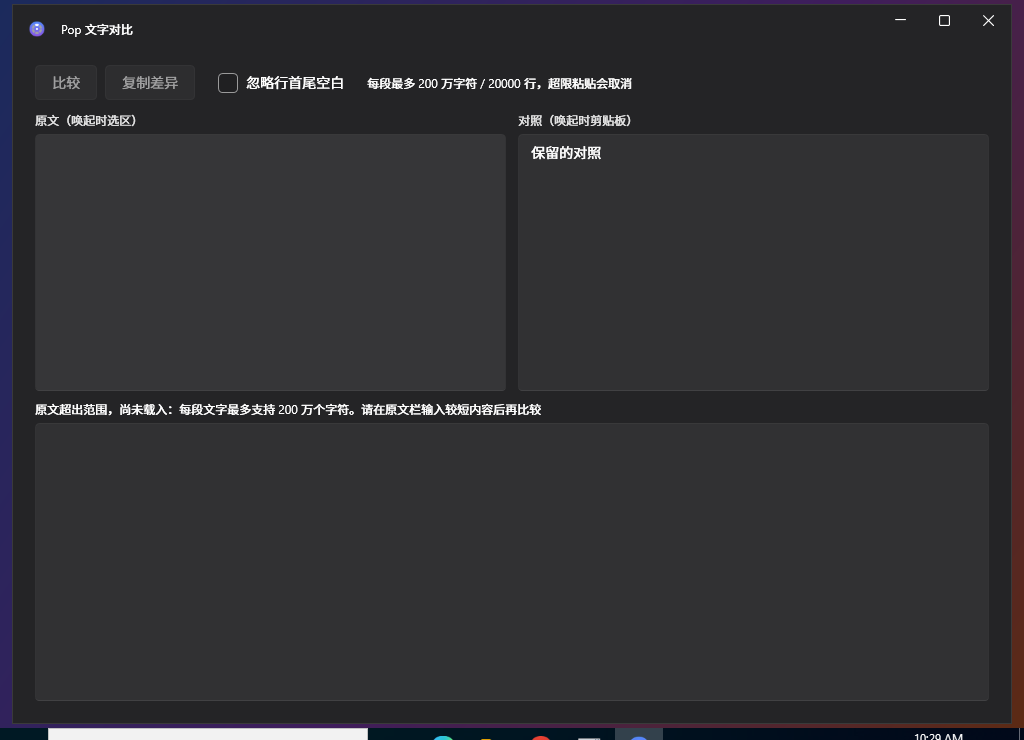 Pop 文字对比
比较 复制差异 忽略行首尾空白 每段最多 200 万字符 / 20000 行，超限粘贴会取消
原文（唤起时选区） 对照（唤起时剪贴板）
保留的对照
原文超出范围，尚未载入：每段文字最多支持 200 万个字符。请在原文栏输入较短内容后再比较
10:29 AM